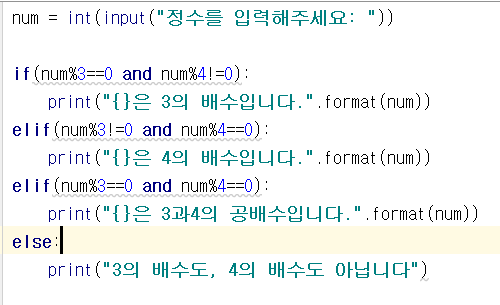 num = int(input("정수를 입력해주세요: "))
if(num%3==0 and num%4!=0):
print("{}은 3의 배수입니다.".format(num))
elif(num%3!=0 and num%4==0):
print("{}은 4의 배수입니다.".format(num))
elif(num%3==0 and num%4==0):
print("{}은 3과4의 공배수입니다.".format(num))
else:
print("3의 배수도, 4의 배수도 아닙니다")